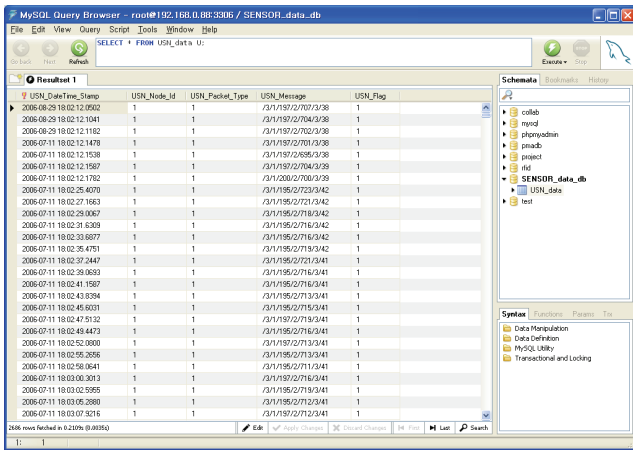 MySQL Query Browser - root@192.168.0.88:3306 / SENSOR_data_db
File Edit View Query Script Tools Window Help
SELECT * FROM USN_data U;
Go back Next Refresh Execute Stop
Resultset 1
USN_DateTime_Stamp USN_Node_Id USN_Packet_Type USN_Message USN_Flag
2006-08-29 18:02:12.0502 1 1 /3/1/197/2/707/3/38 1
2006-08-29 18:02:12.1041 1 1 /3/1/197/2/704/3/38 1
2006-08-29 18:02:12.1182 1 1 /3/1/197/2/702/3/38 1
2006-07-11 18:02:12.1478 1 1 /3/1/197/2/701/3/38 1
2006-07-11 18:02:12.1538 1 1 /3/1/197/2/695/3/38 1
2006-07-11 18:02:12.1587 1 1 /3/1/197/2/704/3/39 1
2006-07-11 18:02:12.1782 1 1 /3/1/200/2/700/3/39 1
2006-07-11 18:02:25.4070 1 1 /3/1/195/2/723/3/42 1
2006-07-11 18:02:27.1663 1 1 /3/1/195/2/721/3/42 1
2006-07-11 18:02:29.0067 1 1 /3/1/195/2/718/3/42 1
2006-07-11 18:02:31.6309 1 1 /3/1/195/2/716/3/42 1
2006-07-11 18:02:33.6877 1 1 /3/1/195/2/716/3/42 1
2006-07-11 18:02:35.4751 1 1 /3/1/195/2/719/3/42 1
2006-07-11 18:02:37.2447 1 1 /3/1/195/2/721/3/41 1
2006-07-11 18:02:39.0693 1 1 /3/1/195/2/716/3/41 1
2006-07-11 18:02:41.1587 1 1 /3/1/195/2/716/3/41 1
2006-07-11 18:02:43.8394 1 1 /3/1/195/2/713/3/41 1
2006-07-11 18:02:45.6031 1 1 /3/1/195/2/715/3/41 1
2006-07-11 18:02:47.5132 1 1 /3/1/197/2/719/3/41 1
2006-07-11 18:02:49.4473 1 1 /3/1/195/2/716/3/41 1
2006-07-11 18:02:52.0800 1 1 /3/1/197/2/713/3/41 1
2006-07-11 18:02:55.2656 1 1 /3/1/195/2/713/3/41 1
2006-07-11 18:02:58.0641 1 1 /3/1/195/2/711/3/41 1
2006-07-11 18:03:00.3013 1 1 /3/1/197/2/716/3/41 1
2006-07-11 18:03:02.5955 1 1 /3/1/197/2/719/3/41 1
2006-07-11 18:03:05.2880 1 1 /3/1/195/2/713/3/41 1
2006-07-11 18:03:07.9216 1 1 /3/1/197/2/712/3/41 1
2686 rows fetched in 0.2109s (0.0035s) Edit Apply Changes Discard Changes First Last Search
1: 1
Schemata Bookmarks History
collab
mysql
phpmyadmin
pmadb
project
rfid
SENSOR_data_db
USN_data
test
Syntax Functions Params Trx
Data Manipulation
Data Definition
MySQL Utility
Transactional and Locking